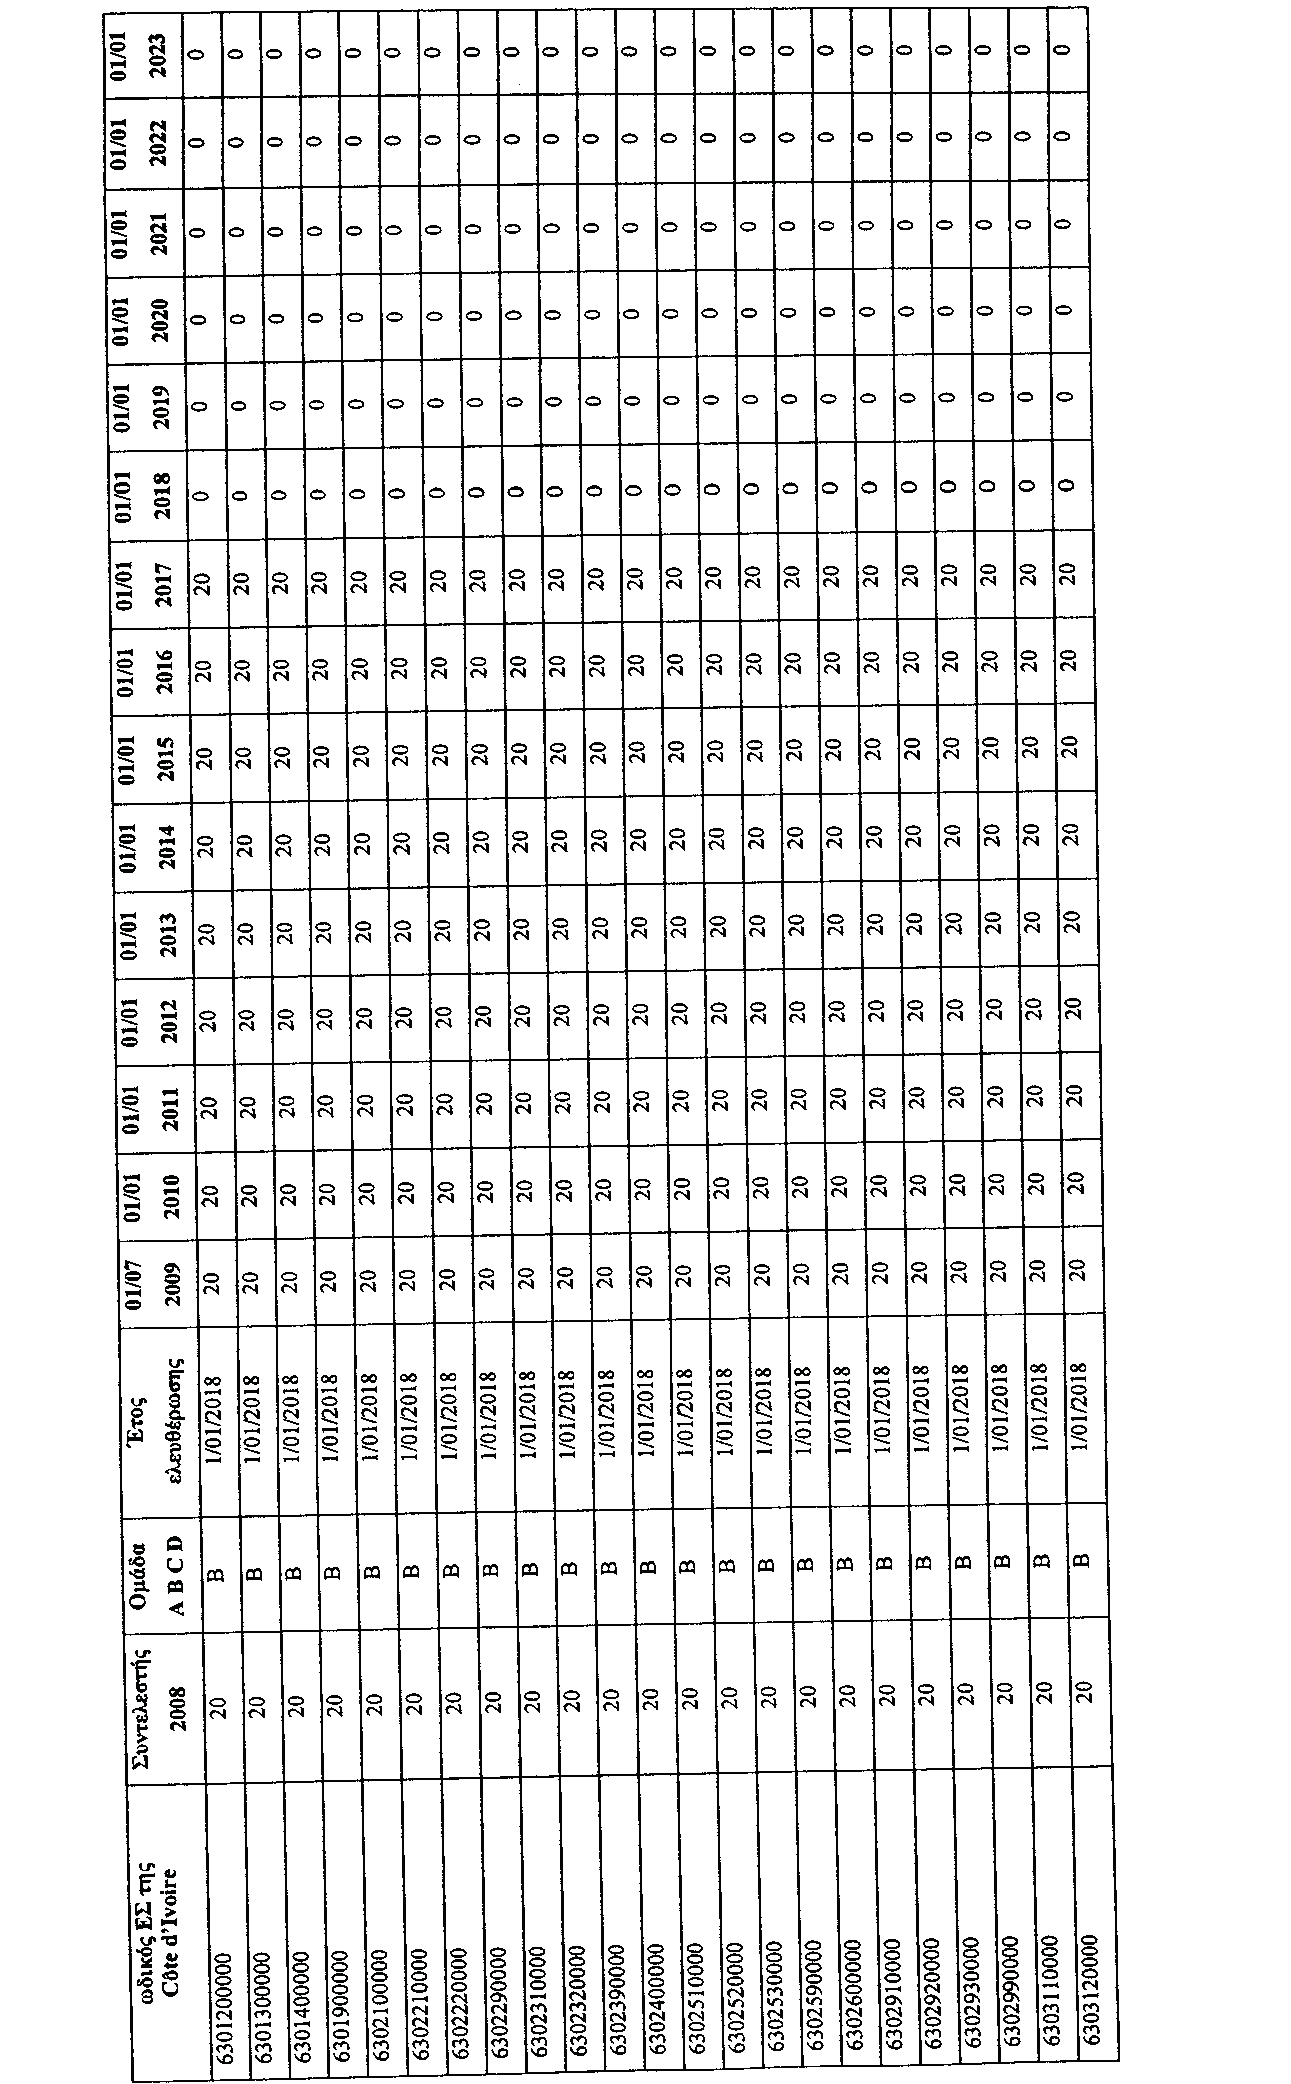 ωδικός ΕΣ της Côte d'Ivoire Συντελεστής 2008 Ομάδα A B C D Έτος ελευθέρωσης 01/07 2009 01/01 2010 01/01 2011 01/01 2012 01/01 2013 01/01 2014 01/01 2015 01/01 2016 01/01 2017 01/01 2018 01/01 2019 01/01 2020 01/01 2021 01/01 2022 01/01 2023
6301200000 20 B 1/01/2018 20 20 20 20 20 20 20 20 20 0 0 0 0 0 0
6301300000 20 B 1/01/2018 20 20 20 20 20 20 20 20 20 0 0 0 0 0 0
6301400000 20 B 1/01/2018 20 20 20 20 20 20 20 20 20 0 0 0 0 0 0
6301900000 20 B 1/01/2018 20 20 20 20 20 20 20 20 20 0 0 0 0 0 0
6302100000 20 B 1/01/2018 20 20 20 20 20 20 20 20 20 0 0 0 0 0 0
6302210000 20 B 1/01/2018 20 20 20 20 20 20 20 20 20 0 0 0 0 0 0
6302220000 20 B 1/01/2018 20 20 20 20 20 20 20 20 20 0 0 0 0 0 0
6302290000 20 B 1/01/2018 20 20 20 20 20 20 20 20 20 0 0 0 0 0 0
6302310000 20 B 1/01/2018 20 20 20 20 20 20 20 20 20 0 0 0 0 0 0
6302320000 20 B 1/01/2018 20 20 20 20 20 20 20 20 20 0 0 0 0 0 0
6302390000 20 B 1/01/2018 20 20 20 20 20 20 20 20 20 0 0 0 0 0 0
6302400000 20 B 1/01/2018 20 20 20 20 20 20 20 20 20 0 0 0 0 0 0
6302510000 20 B 1/01/2018 20 20 20 20 20 20 20 20 20 0 0 0 0 0 0
6302520000 20 B 1/01/2018 20 20 20 20 20 20 20 20 20 0 0 0 0 0 0
6302530000 20 B 1/01/2018 20 20 20 20 20 20 20 20 20 0 0 0 0 0 0
6302590000 20 B 1/01/2018 20 20 20 20 20 20 20 20 20 0 0 0 0 0 0
6302600000 20 B 1/01/2018 20 20 20 20 20 20 20 20 20 0 0 0 0 0 0
6302910000 20 B 1/01/2018 20 20 20 20 20 20 20 20 20 0 0 0 0 0 0
6302920000 20 B 1/01/2018 20 20 20 20 20 20 20 20 20 0 0 0 0 0 0
6302930000 20 B 1/01/2018 20 20 20 20 20 20 20 20 20 0 0 0 0 0 0
6302990000 20 B 1/01/2018 20 20 20 20 20 20 20 20 20 0 0 0 0 0 0
6303110000 20 B 1/01/2018 20 20 20 20 20 20 20 20 20 0 0 0 0 0 0
6303120000 20 B 1/01/2018 20 20 20 20 20 20 20 20 20 0 0 0 0 0 0